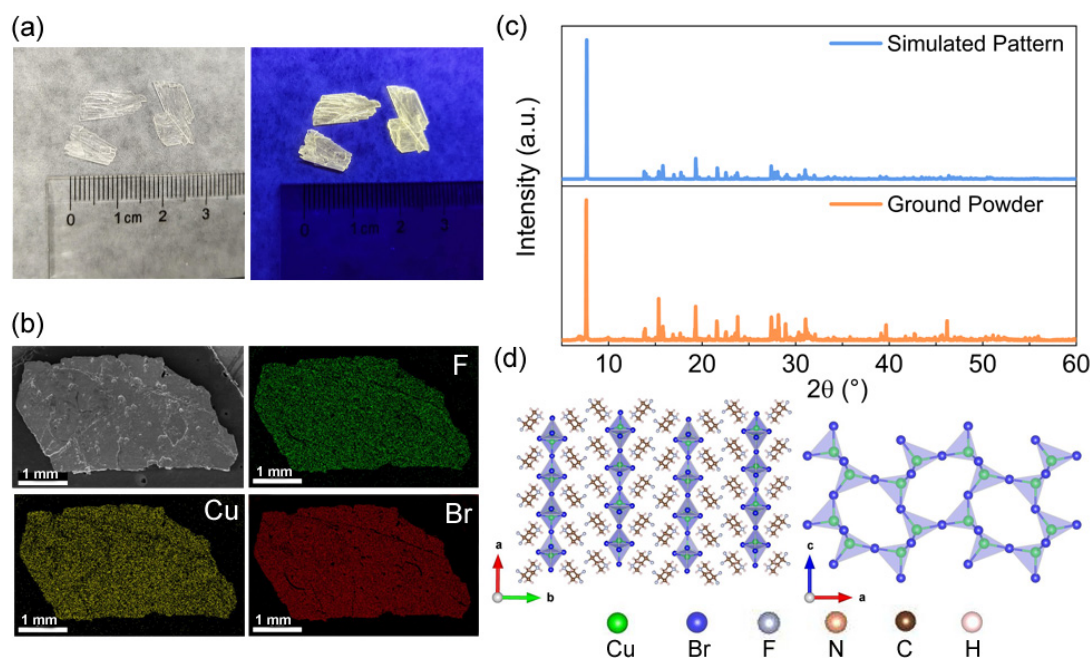 (a)
0 1 cm 2 3
0 1 cm 2 3
(b)
F
1 mm
1 mm
Cu
1 mm
Br
1 mm
(c)
Intensity (a.u.)
Simulated Pattern
Ground Powder
10 20 30 40 50 60
2θ (°)
(d)
a
b
c
a
Cu Br F N C H